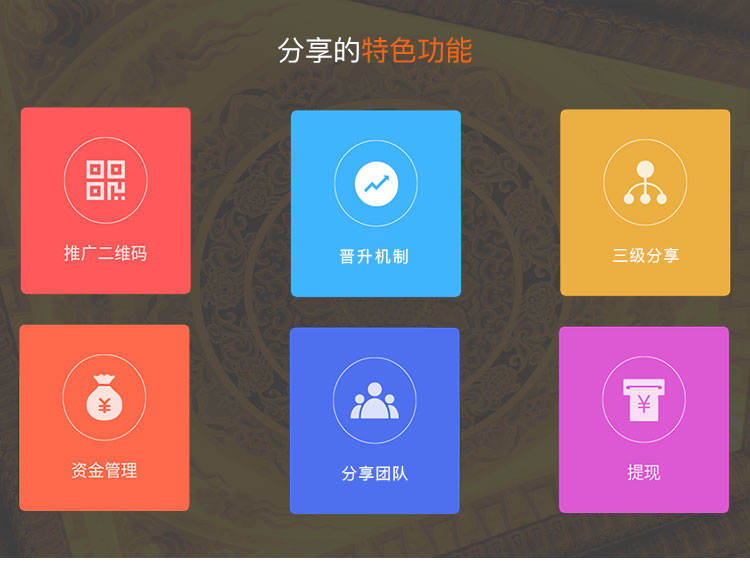 分享的特色功能
推广二维码
晋升机制
三级分享
资金管理
分享团队
提现